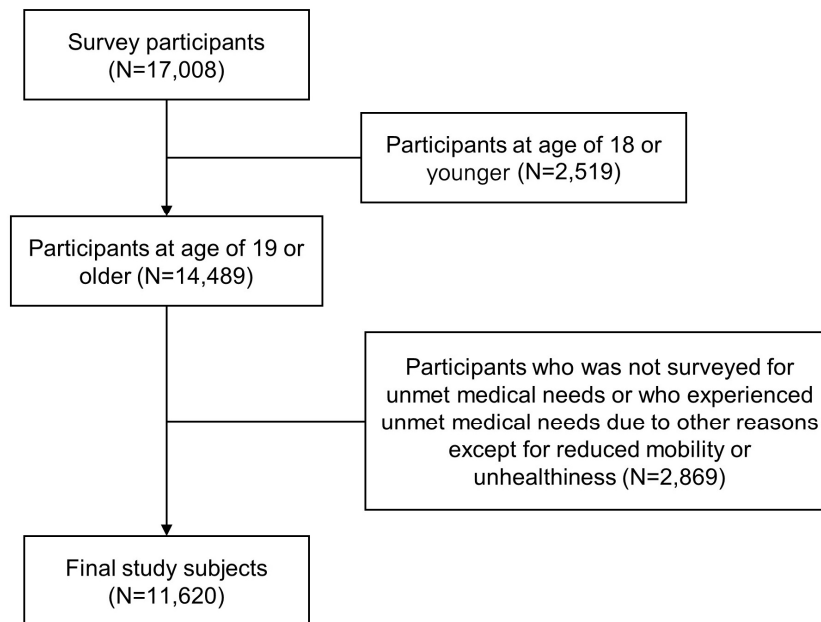 Survey participants
(N=17,008)
Participants at age of 18 or
younger (N=2,519)
Participants at age of 19 or
older (N=14,489)
Participants who was not surveyed for
unmet medical needs or who experienced
unmet medical needs due to other reasons
except for reduced mobility or
unhealthiness (N=2,869)
Final study subjects
(N=11,620)